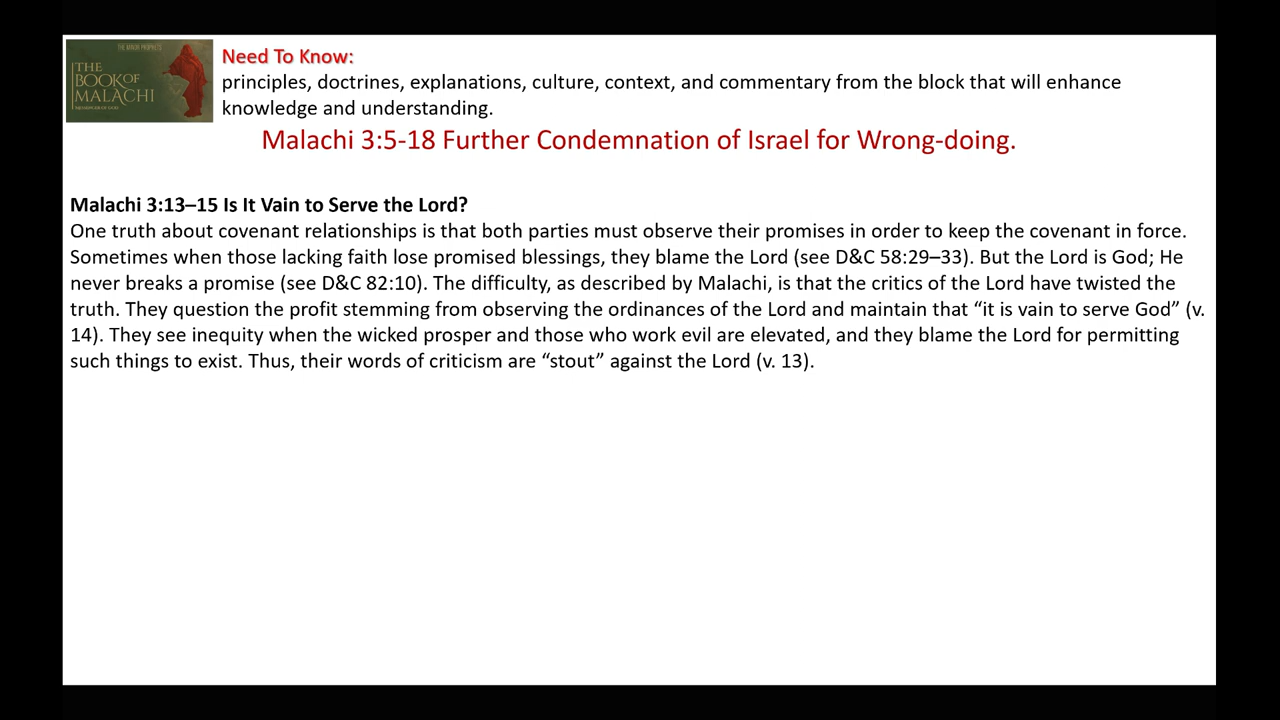 THE MINOR PROPHETS
THE
BOOK OF
MALACHI
Need To Know:
principles, doctrines, explanations, culture, context, and commentary from the block that will enhance
knowledge and understanding.
Malachi 3:5-18 Further Condemnation of Israel for Wrong-doing.
Malachi 3:13–15 Is It Vain to Serve the Lord?
One truth about covenant relationships is that both parties must observe their promises in order to keep the covenant in force.
Sometimes when those lacking faith lose promised blessings, they blame the Lord (see D&C 58:29–33). But the Lord is God; He
never breaks a promise (see D&C 82:10). The difficulty, as described by Malachi, is that the critics of the Lord have twisted the
truth. They question the profit stemming from observing the ordinances of the Lord and maintain that “it is vain to serve God” (v.
14). They see inequity when the wicked prosper and those who work evil are elevated, and they blame the Lord for permitting
such things to exist. Thus, their words of criticism are “stout” against the Lord (v. 13).